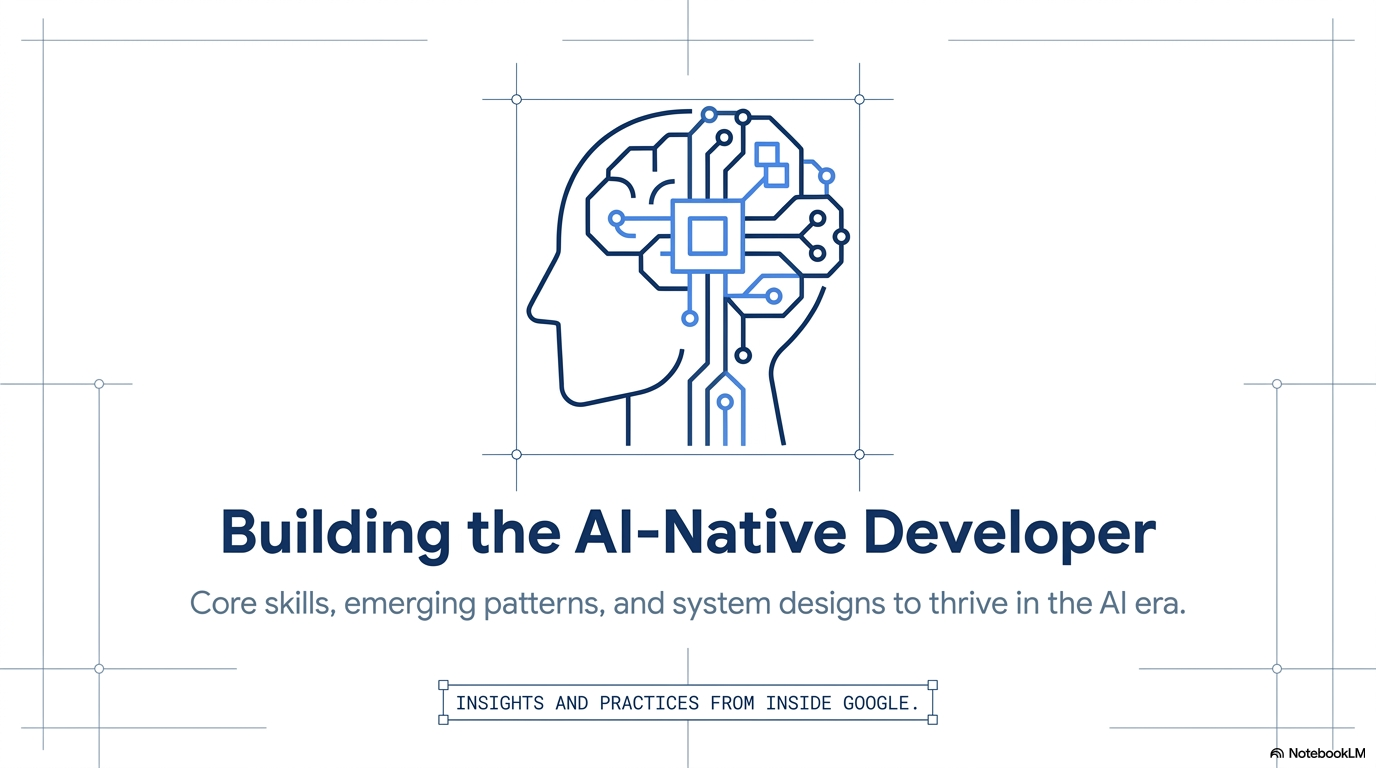 Building the AI-Native Developer
Core skills, emerging patterns, and system designs to thrive in the AI era.
INSIGHTS AND PRACTICES FROM INSIDE GOOGLE.
NotebookLM